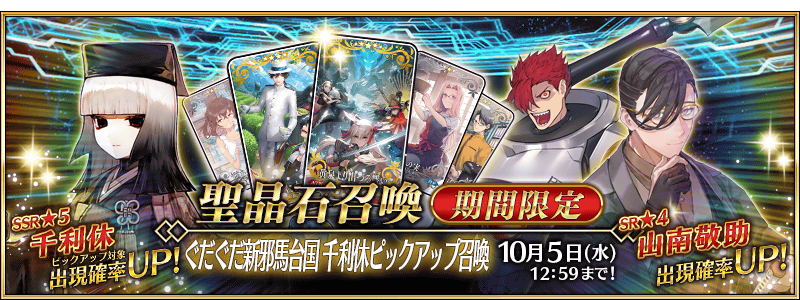 聖晶石召喚 期間限定
SSR★5
千利休
ピックアップ対象
出現確率UP!
ぐだぐだ新邪馬台国 千利休ピックアップ召喚
10月5日(水)
12:59まで!
SR★4
山南敬助
出現確率UP!